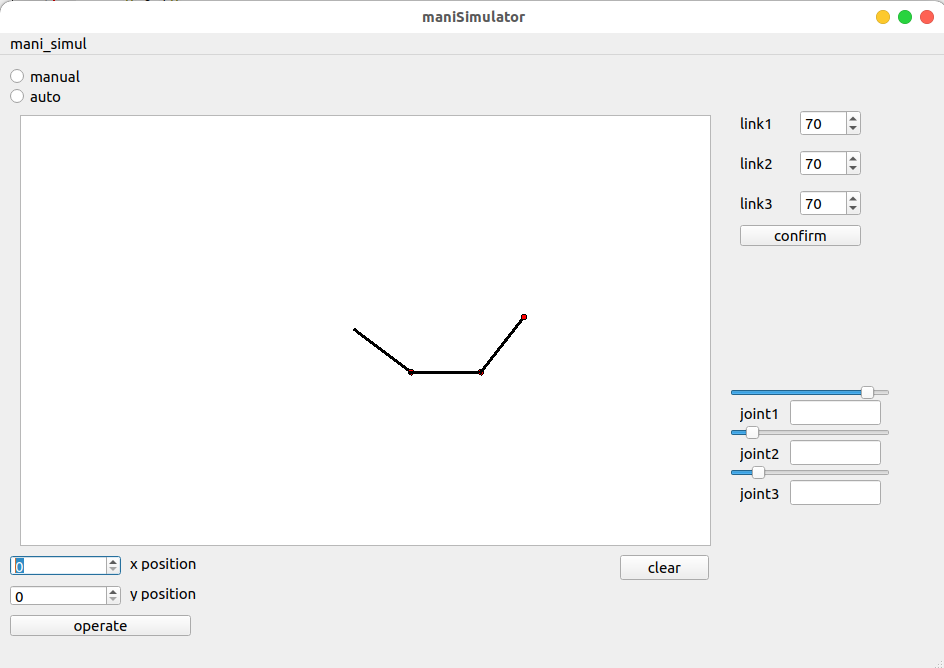 maniSimulator
mani_simul
manual
auto
link1 70
link2 70
link3 70
confirm
joint1
joint2
joint3
0 x position
clear
0 y position
operate